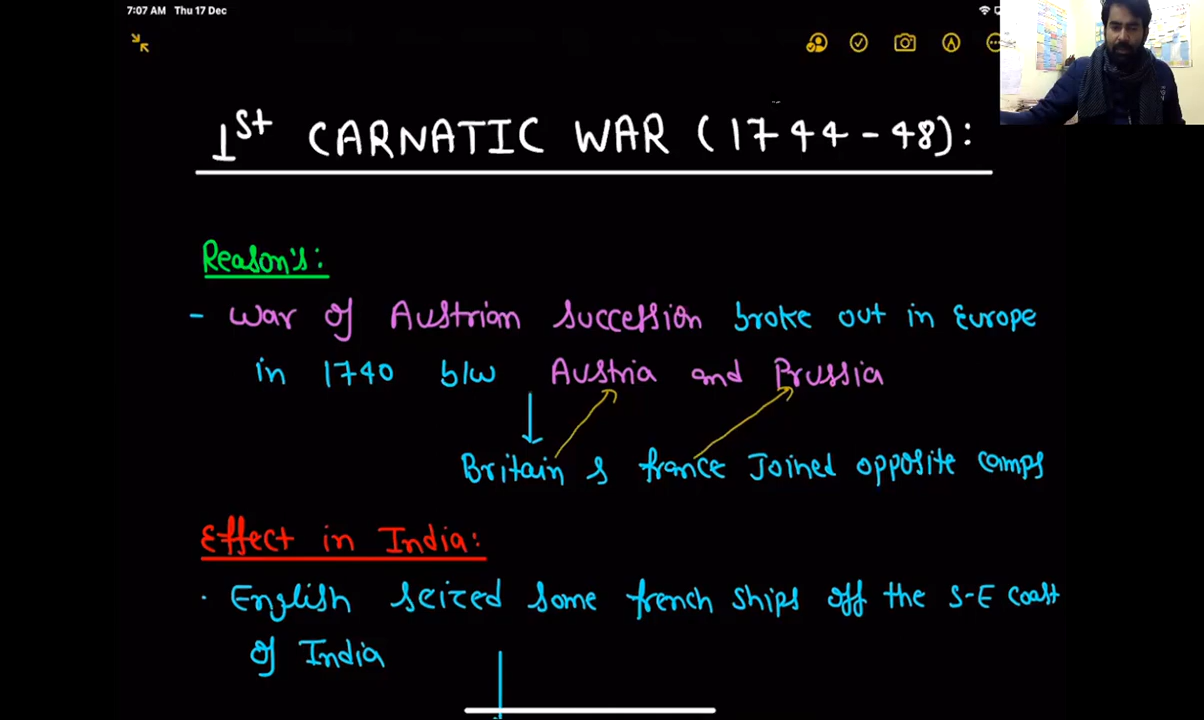 7:07 AM Thu 17 Dec
1st CARNATIC WAR (1744-48):
Reason's:
- War of Austrian Succession broke out in Europe
in 1740 b/w Austria and Prussia
Britain & france Joined opposite camps
Effect in India:
· English seized some french ships off the S-E coast
of India